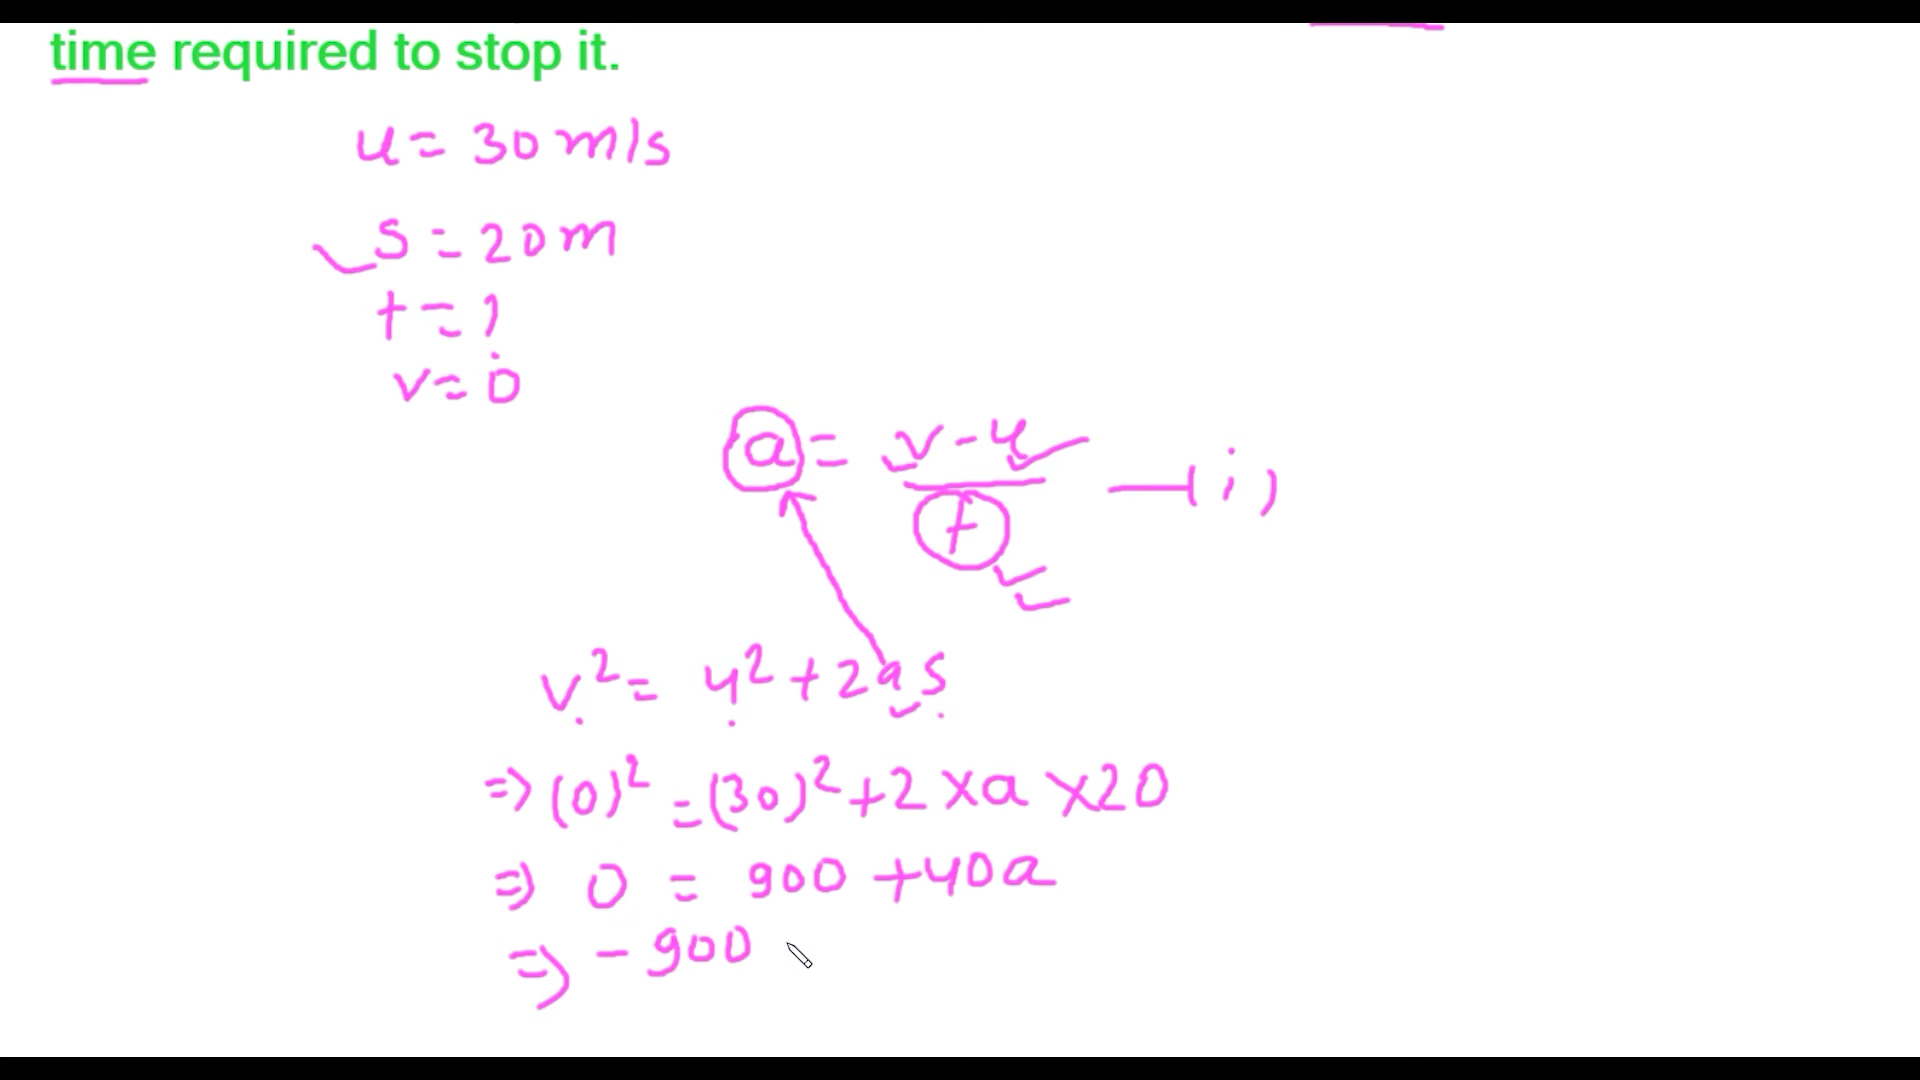 time required to stop it.
u = 30 m/s
s = 20 m
t = ?
v = 0
a = v - u
t
—(i)
v² = u² + 2as
=> (0)² = (30)² + 2 × a × 20
=> 0 = 900 + 40a
=> - 900